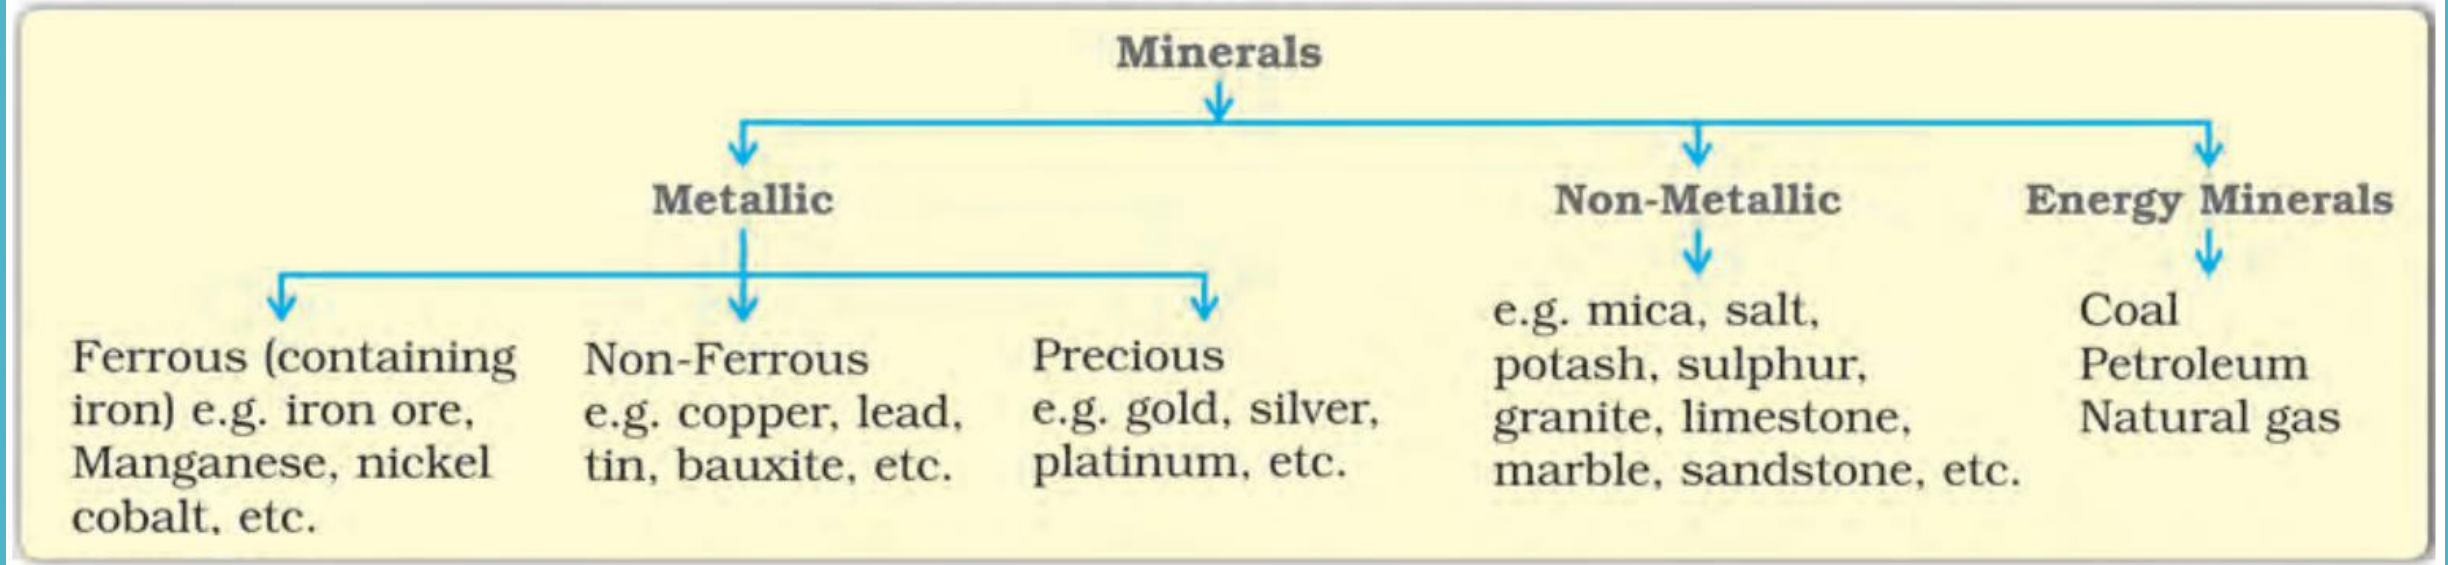 Minerals
Metallic
Non-Metallic
Energy Minerals
Ferrous (containing
iron) e.g. iron ore,
Manganese, nickel
cobalt, etc.
Non-Ferrous
e.g. copper, lead,
tin, bauxite, etc.
Precious
e.g. gold, silver,
platinum, etc.
e.g. mica, salt,
potash, sulphur,
granite, limestone,
marble, sandstone, etc.
Coal
Petroleum
Natural gas